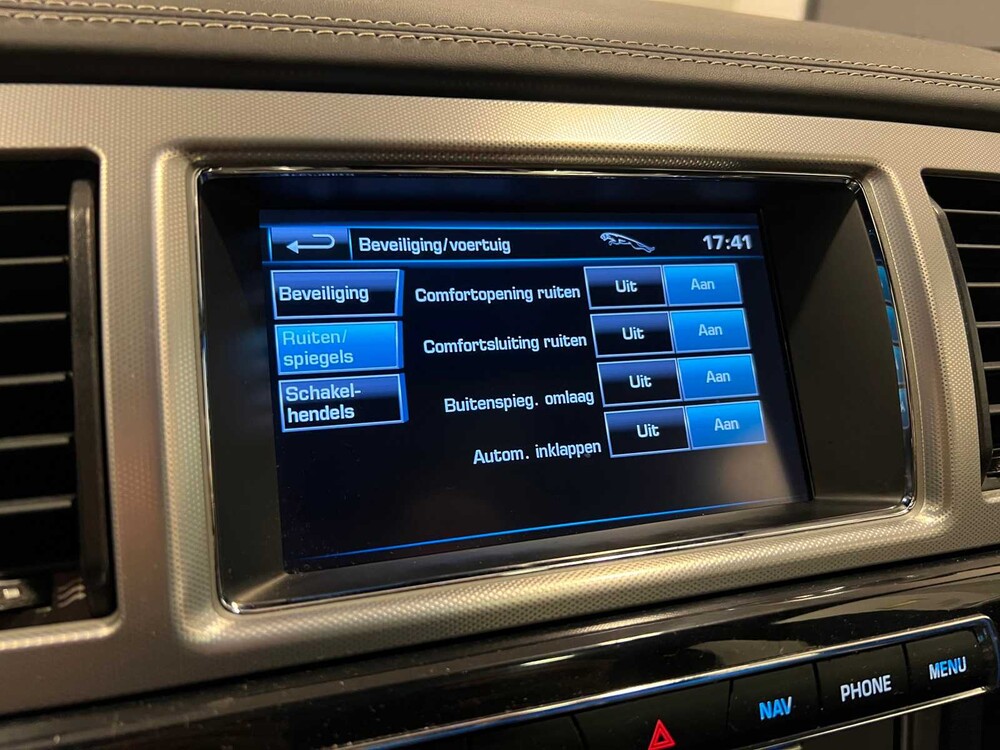 Beveiliging/voertuig 17:41
Beveiliging
Ruiten/
spiegels
Schakel-
hendels
Comfortopening ruiten Uit Aan
Comfortsluiting ruiten Uit Aan
Buitenspieg. omlaag Uit Aan
Autom. inklappen Uit Aan
NAV PHONE MENU